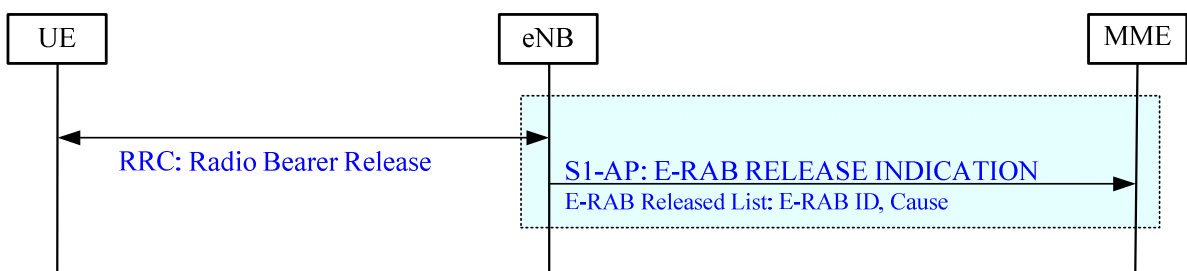 UE
eNB
MME
RRC: Radio Bearer Release
S1-AP: E-RAB RELEASE INDICATION
E-RAB Released List: E-RAB ID, Cause